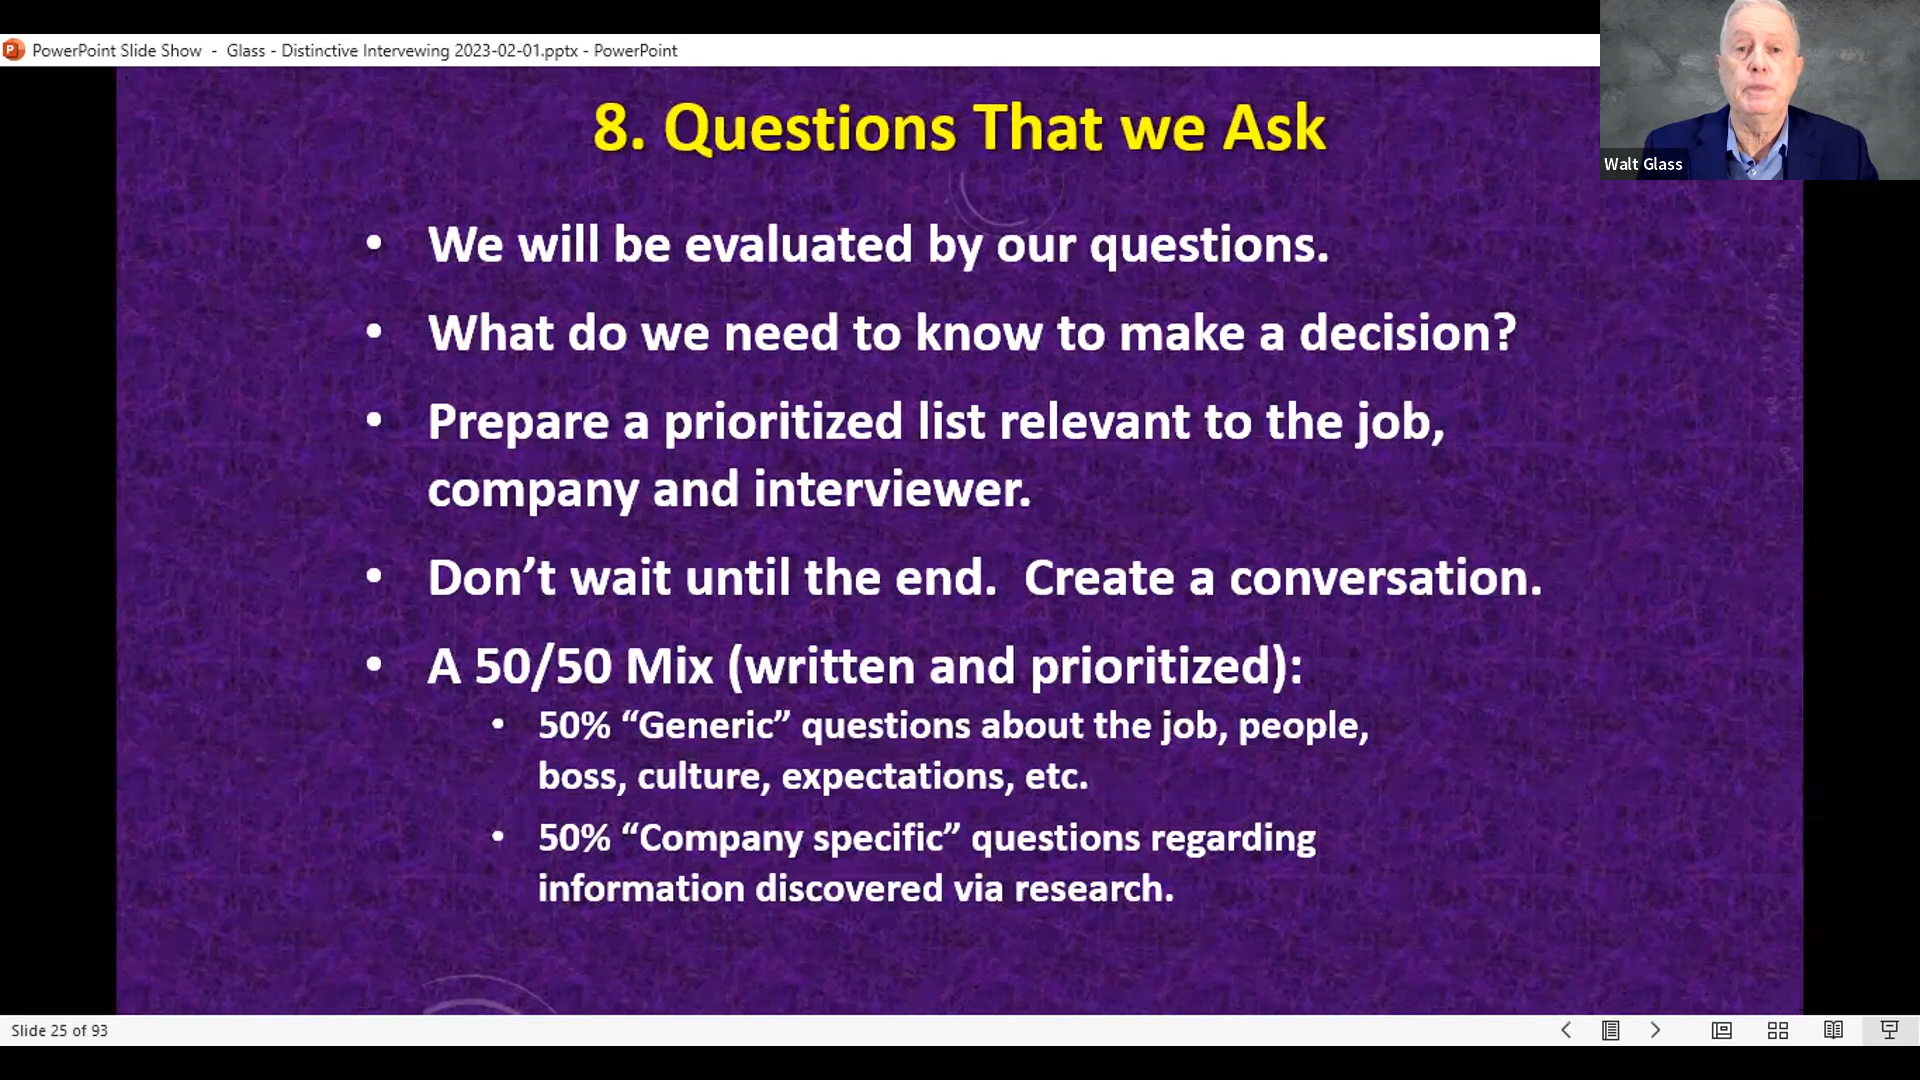 PowerPoint Slide Show - Glass - Distinctive Intervewing 2023-02-01.pptx - PowerPoint
Walt Glass
8. Questions That we Ask
• We will be evaluated by our questions.
• What do we need to know to make a decision?
• Prepare a prioritized list relevant to the job,
company and interviewer.
• Don’t wait until the end.  Create a conversation.
• A 50/50 Mix (written and prioritized):
• 50% “Generic” questions about the job, people,
boss, culture, expectations, etc.
• 50% “Company specific” questions regarding
information discovered via research.
Slide 25 of 93